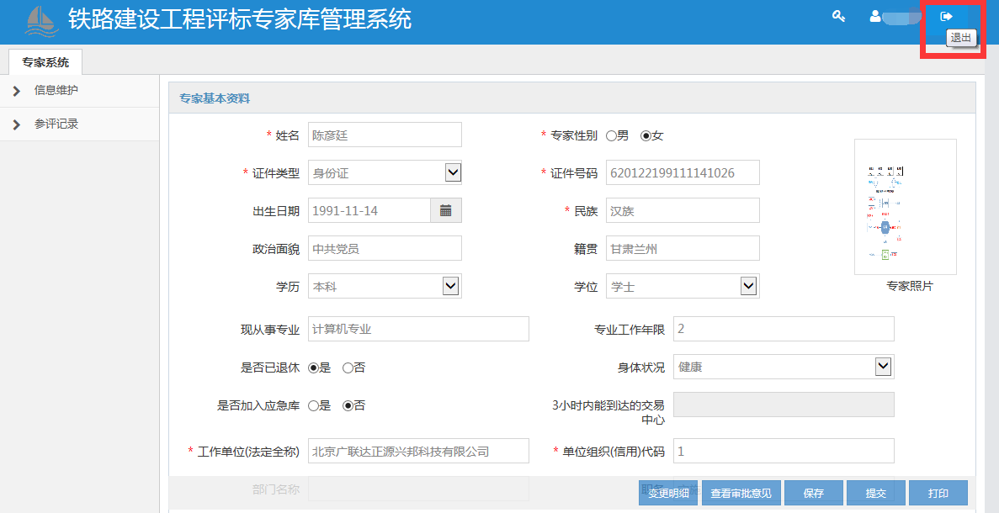 铁路建设工程评标专家库管理系统
退出
专家系统
信息维护
参评记录
专家基本资料
* 姓名 陈彦廷 * 专家性别 男 女
* 证件类型 身份证 * 证件号码 620122199111141026
出生日期 1991-11-14 * 民族 汉族
政治面貌 中共党员 籍贯 甘肃兰州
学历 本科 学位 学士
专家照片
现从事专业 计算机专业 专业工作年限 2
是否已退休 是 否 身体状况 健康
是否加入应急库 是 否 3小时内能到达的交易
中心
* 工作单位(法定全称) 北京广联达正源兴邦科技有限公司 * 单位组织(信用)代码 1
部门名称
变更明细 查看审批意见 保存 提交 打印